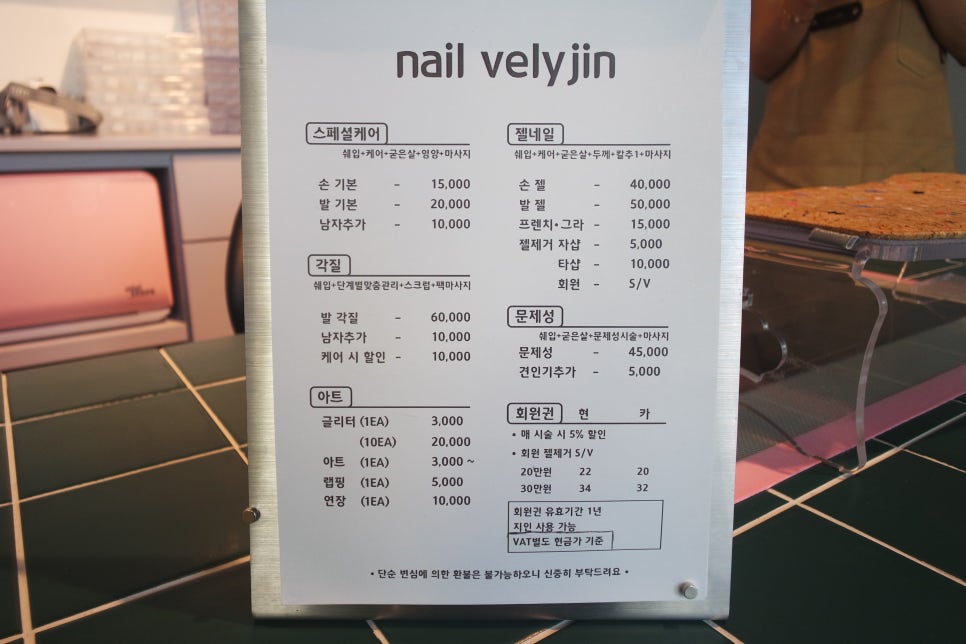 nail velyjin
스페셜케어
쉐입+케어+굳은살+영양+마사지
손 기본 - 15,000
발 기본 - 20,000
남자추가 - 10,000
각질
쉐입+단계별맞춤관리+스크럽+팩마사지
발 각질 - 60,000
남자추가 - 10,000
케어 시 할인 - 10,000
아트
글리터 (1EA) 3,000
(10EA) 20,000
아트 (1EA) 3,000 ~
랩핑 (1EA) 5,000
연장 (1EA) 10,000
젤네일
쉐입+케어+굳은살+두께+칼추1+마사지
손 젤 - 40,000
발 젤 - 50,000
프렌치•그라 - 15,000
젤제거 자샵 - 5,000
타샵 - 10,000
회원 - S/V
문제성
쉐입+굳은살+문제성시술+마사지
문제성 - 45,000
견인기추가 - 5,000
회원권 현 카
• 매 시술 시 5% 할인
• 회원 젤제거 S/V
20만원 22 20
30만원 34 32
회원권 유효기간 1년
지인 사용 가능
VAT별도 현금가 기준
• 단순 변심에 의한 환불은 불가능하오니 신중히 부탁드려요 •